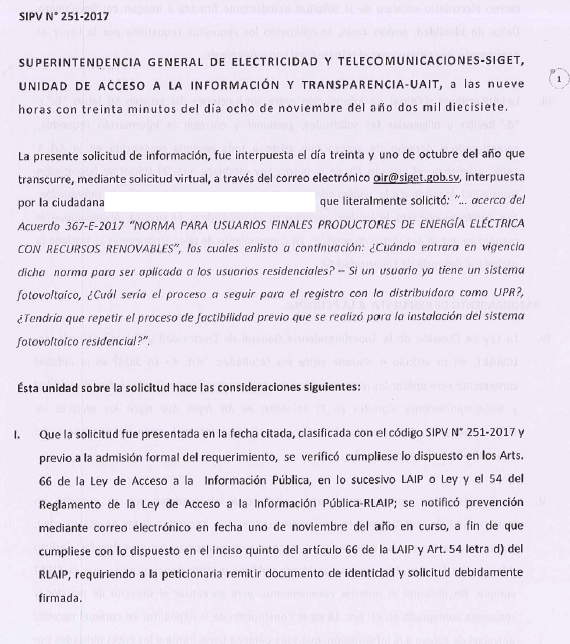 SIPV N° 251-2017
SUPERINTENDENCIA GENERAL DE ELECTRICIDAD Y TELECOMUNICACIONES-SIGET,
UNIDAD DE ACCESO A LA INFORMACIÓN Y TRANSPARENCIA-UAIT, a las nueve
1
horas con treinta minutos del día ocho de noviembre del año dos mil diecisiete.
La presente solicitud de información, fue interpuesta el día treinta y uno de octubre del año que
transcurre, mediante solicitud virtual, a través del correo electrónico oir@siget.gob.sv, interpuesta
por la ciudadana que literalmente solicitó: "... acerca del
Acuerdo 367-E-2017 "NORMA PARA USUARIOS FINALES PRODUCTORES DE ENERGÍA ELÉCTRICA
CON RECURSOS RENOVABLES", las cuales enlisto a continuación: ¿Cuándo entrara en vigencia
dicha norma para ser aplicada a los usuarios residenciales? – Si un usuario ya tiene un sistema
fotovoltaico, ¿Cuál sería el proceso a seguir para el registro con la distribuidora como UPR?,
¿Tendría que repetir el proceso de factibilidad previo que se realizó para la instalación del sistema
fotovoltaico residencial?".
Ésta unidad sobre la solicitud hace las consideraciones siguientes:
I. Que la solicitud fue presentada en la fecha citada, clasificada con el código SIPV N° 251-2017 y
previo a la admisión formal del requerimiento, se verificó cumpliese lo dispuesto en los Arts.
66 de la Ley de Acceso a la Información Pública, en lo sucesivo LAIP o Ley y el 54 del
Reglamento de la Ley de Acceso a la Información Pública-RLAIP; se notificó prevención
mediante correo electrónico en fecha uno de noviembre del año en curso, a fin de que
cumpliese con lo dispuesto en el inciso quinto del artículo 66 de la LAIP y Art. 54 letra d) del
RLAIP, requiriendo a la peticionaria remitir documento de identidad y solicitud debidamente
firmada.